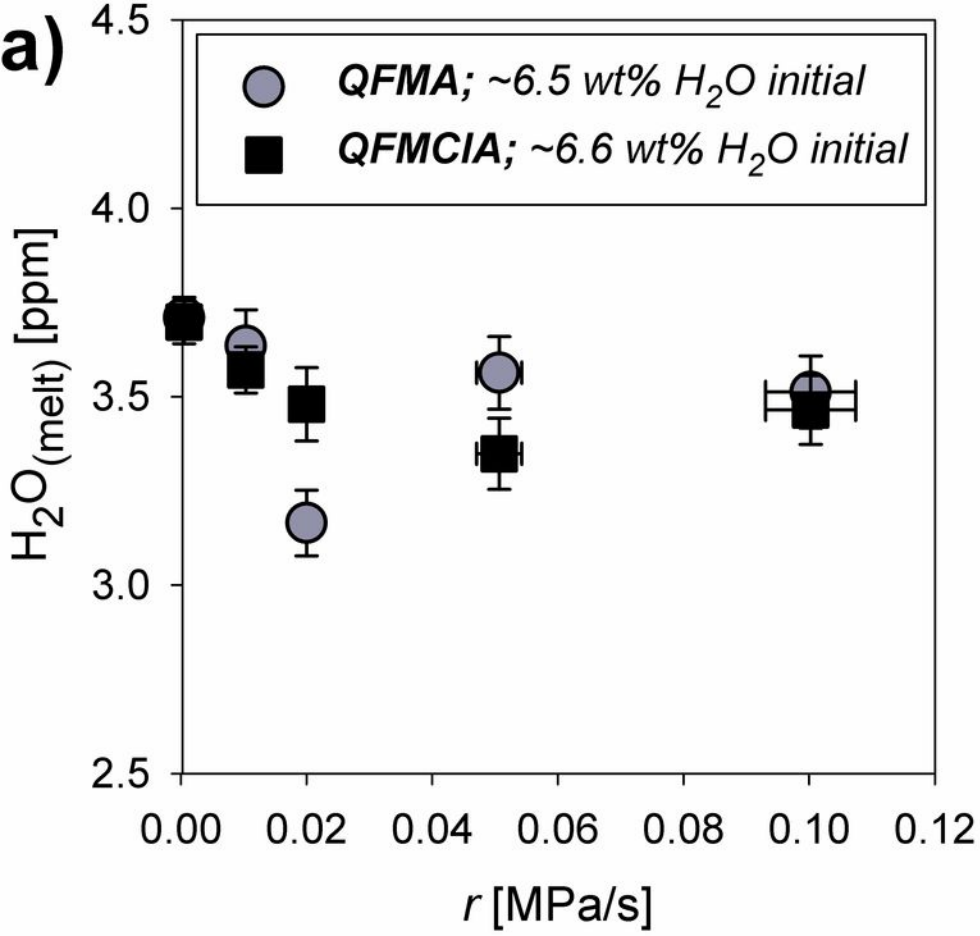 a)
QFMA; ~6.5 wt% H₂O initial
QFMClA; ~6.6 wt% H₂O initial
4.5
4.0
3.5
3.0
2.5
H₂O(melt) [ppm]
0.00 0.02 0.04 0.06 0.08 0.10 0.12
r [MPa/s]